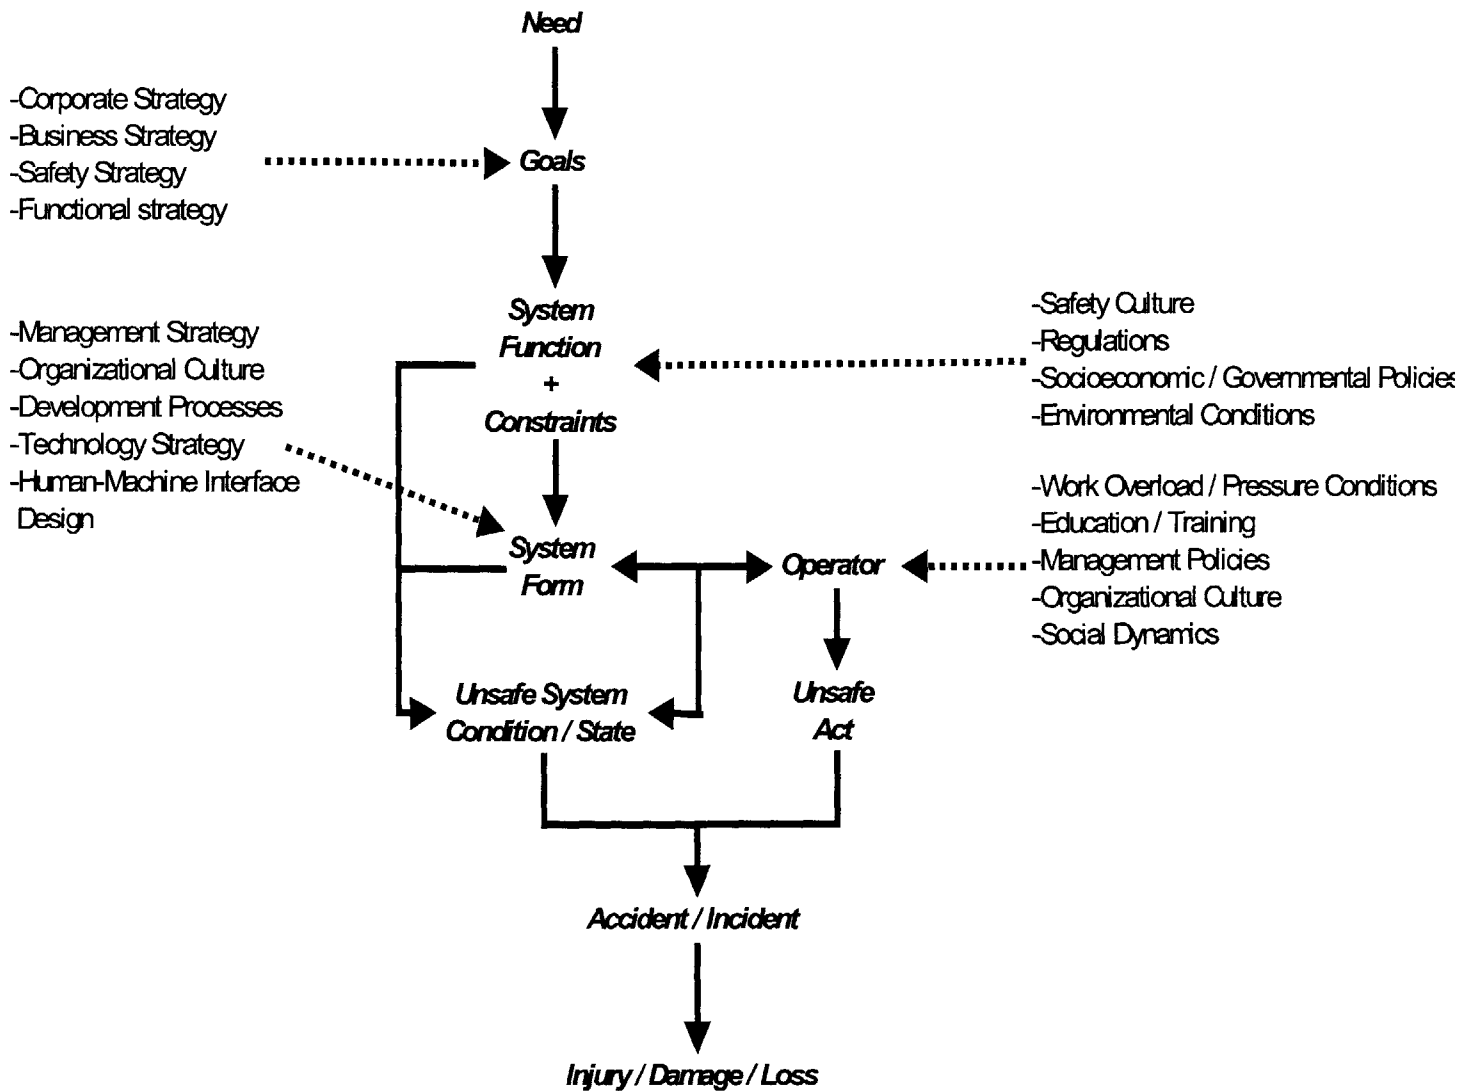 Need
-Corporate Strategy
-Business Strategy
-Safety Strategy
-Functional strategy
Goals
System
Function
+
Constraints
-Safety Culture
-Regulations
-Socioeconomic / Governmental Policies
-Environmental Conditions
-Management Strategy
-Organizational Culture
-Development Processes
-Technology Strategy
-Human-Machine Interface
Design
System
Form
Operator
-Work Overload / Pressure Conditions
-Education / Training
-Management Policies
-Organizational Culture
-Social Dynamics
Unsafe System
Condition / State
Unsafe
Act
Accident / Incident
Injury / Damage / Loss